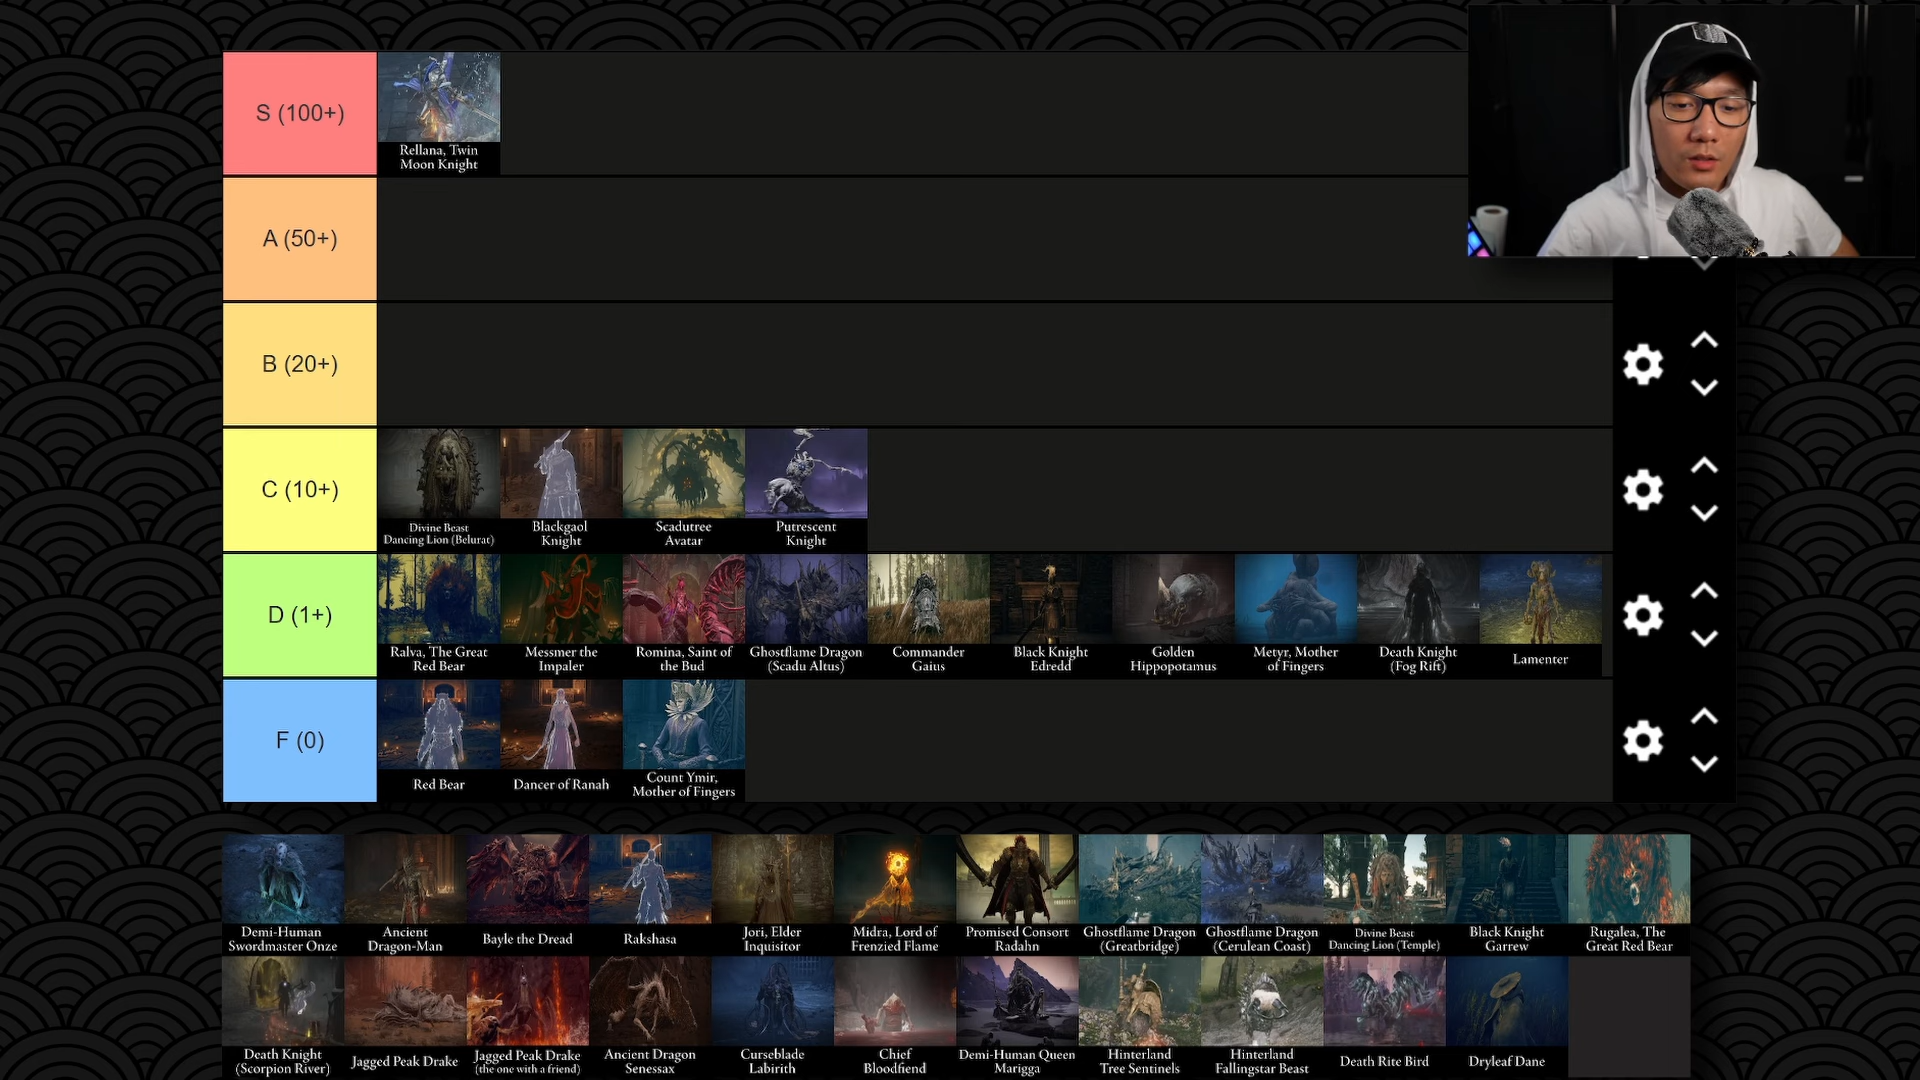 S (100+)
Rellana, Twin
Moon Knight
A (50+)
B (20+)
C (10+)
Divine Beast
Dancing Lion (Belurat)
Blackgaol
Knight
Scadutree
Avatar
Putrescent
Knight
D (1+)
Ralva, The Great
Red Bear
Messmer the
Impaler
Romina, Saint of
the Bud
Ghostflame Dragon
(Scadu Altus)
Commander
Gaius
Black Knight
Edredd
Golden
Hippopotamus
Metyr, Mother
of Fingers
Death Knight
(Fog Rift)
Lamenter
F (0)
Red Bear
Dancer of Ranah
Count Ymir,
Mother of Fingers
Demi-Human
Swordmaster Onze
Ancient
Dragon-Man
Bayle the Dread
Rakshasa
Jori, Elder
Inquisitor
Midra, Lord of
Frenzied Flame
Promised Consort
Radahn
Ghostflame Dragon
(Greatbridge)
Ghostflame Dragon
(Cerulean Coast)
Divine Beast
Dancing Lion (Temple)
Black Knight
Garrew
Rugalea, The
Great Red Bear
Death Knight
(Scorpion River)
Jagged Peak Drake
Jagged Peak Drake
(the one with a friend)
Ancient Dragon
Senessax
Curseblade
Labirith
Chief
Bloodfiend
Demi-Human Queen
Marigga
Hinterland
Tree Sentinels
Hinterland
Fallingstar Beast
Death Rite Bird
Dryleaf Dane